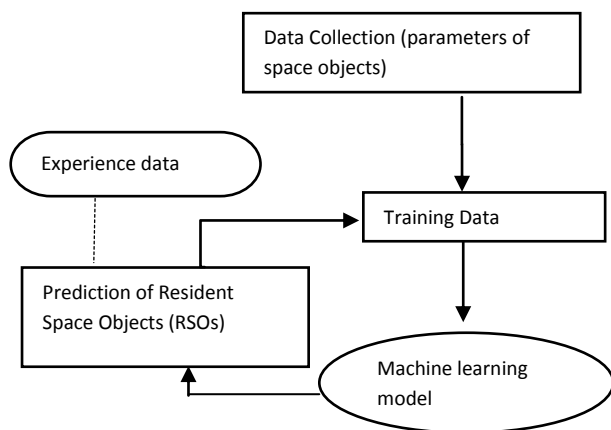 Data Collection (parameters of
space objects)
Experience data
Training Data
Prediction of Resident
Space Objects (RSOs)
Machine learning
model